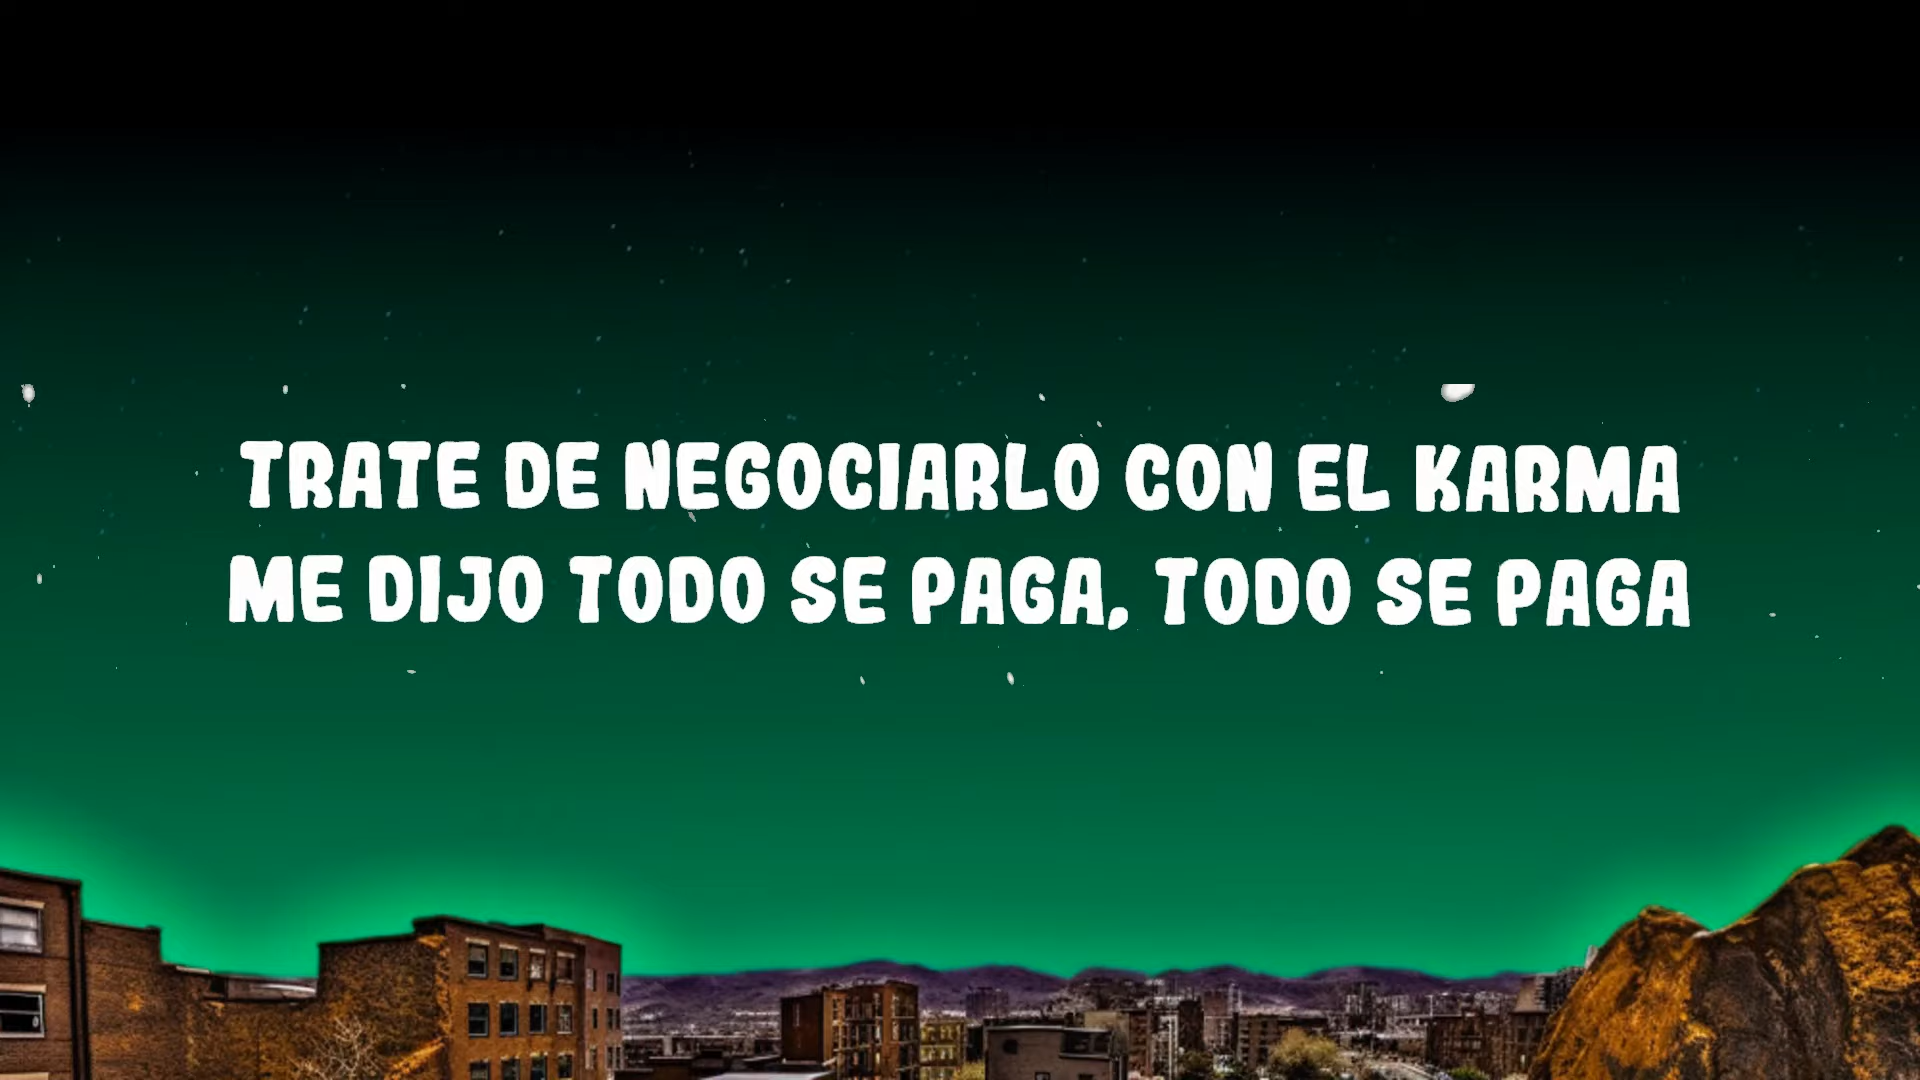 TRATE DE NEGOCIARLO CON EL KARMA
ME DIJO TODO SE PAGA, TODO SE PAGA